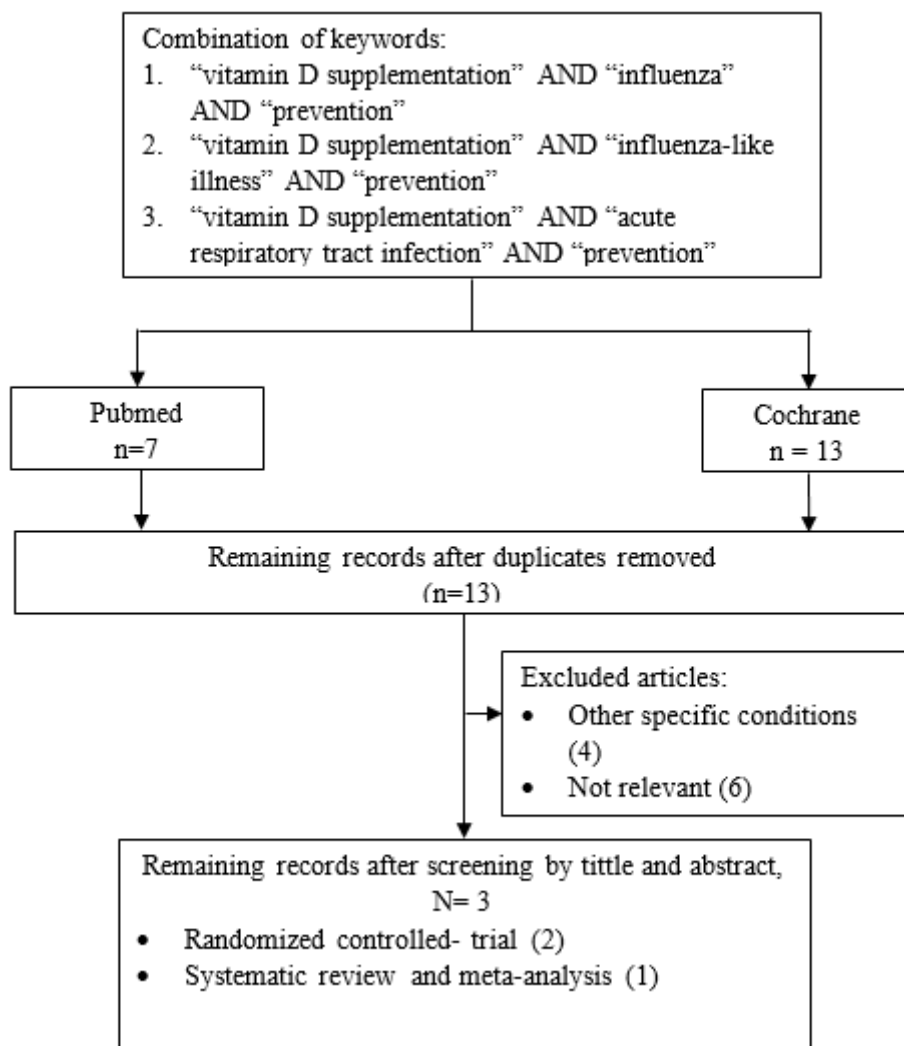 Combination of keywords:
1. “vitamin D supplementation” AND “influenza”
AND “prevention”
2. “vitamin D supplementation” AND “influenza-like
illness” AND “prevention”
3. “vitamin D supplementation” AND “acute
respiratory tract infection” AND “prevention”
Pubmed
n=7
Cochrane
n = 13
Remaining records after duplicates removed
(n=13)
Excluded articles:
• Other specific conditions
(4)
• Not relevant (6)
Remaining records after screening by tittle and abstract,
N= 3
• Randomized controlled- trial (2)
• Systematic review and meta-analysis (1)